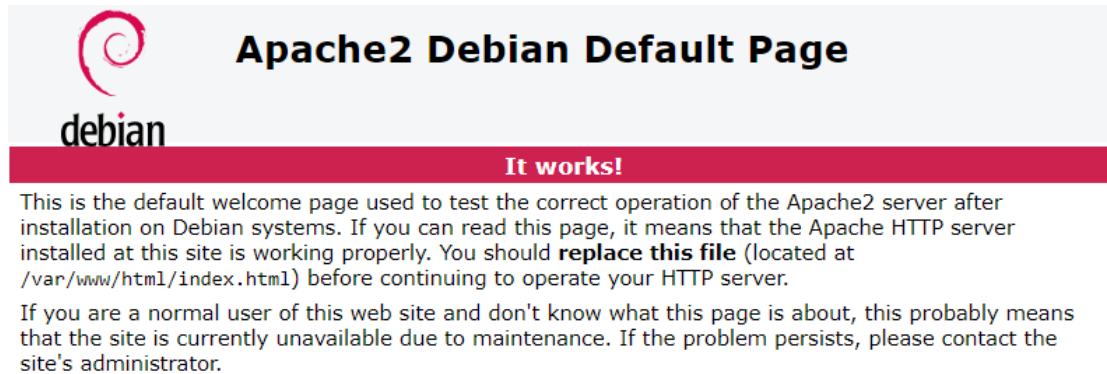 Apache2 Debian Default Page
debian
It works!
This is the default welcome page used to test the correct operation of the Apache2 server after
installation on Debian systems. If you can read this page, it means that the Apache HTTP server
installed at this site is working properly. You should replace this file (located at
/var/www/html/index.html) before continuing to operate your HTTP server.
If you are a normal user of this web site and don't know what this page is about, this probably means
that the site is currently unavailable due to maintenance. If the problem persists, please contact the
site's administrator.